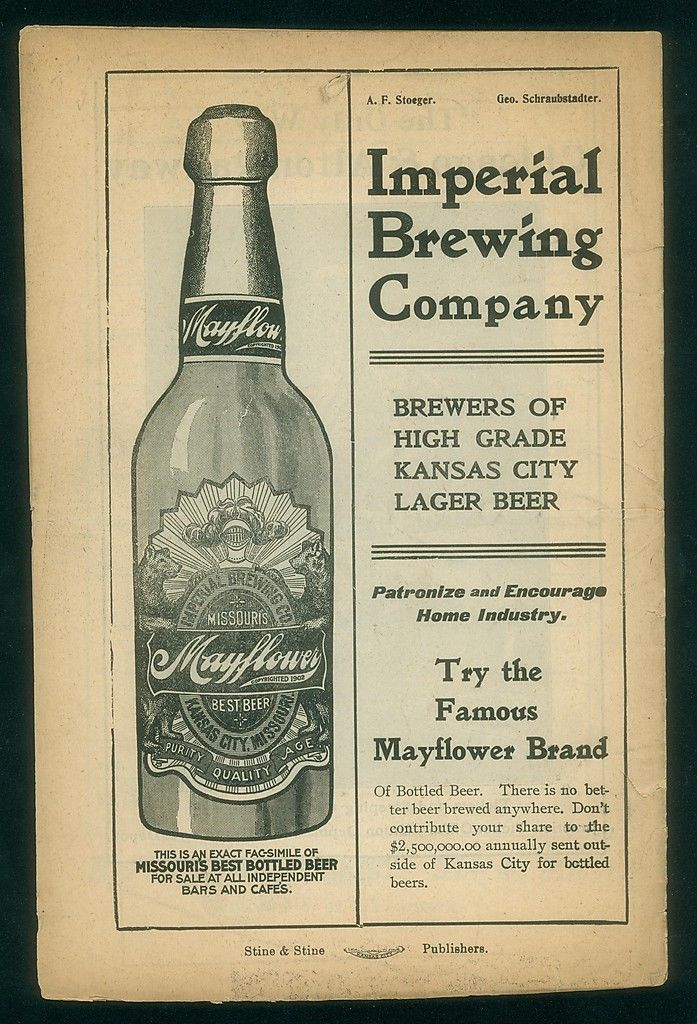 A. F. Stoeger. Geo. Schraubstadter.
Imperial
Brewing
Company
BREWERS OF
HIGH GRADE
KANSAS CITY
LAGER BEER
Patronize and Encourage
Home Industry.
Try the
Famous
Mayflower Brand
Of Bottled Beer. There is no bet-
ter beer brewed anywhere. Don't
contribute your share to the
$2,500,000.00 annually sent out-
side of Kansas City for bottled
beers.
Mayflow
IMPERIAL BREWING CO.
MISSOURI'S
Mayflower
COPYRIGHTED 1902
BEST BEER
KANSAS CITY, MISSOURI.
PURITY QUALITY AGE
THIS IS AN EXACT FAC-SIMILE OF
MISSOURI'S BEST BOTTLED BEER
FOR SALE AT ALL INDEPENDENT
BARS AND CAFES.
Stine & Stine KANSAS CITY Publishers.